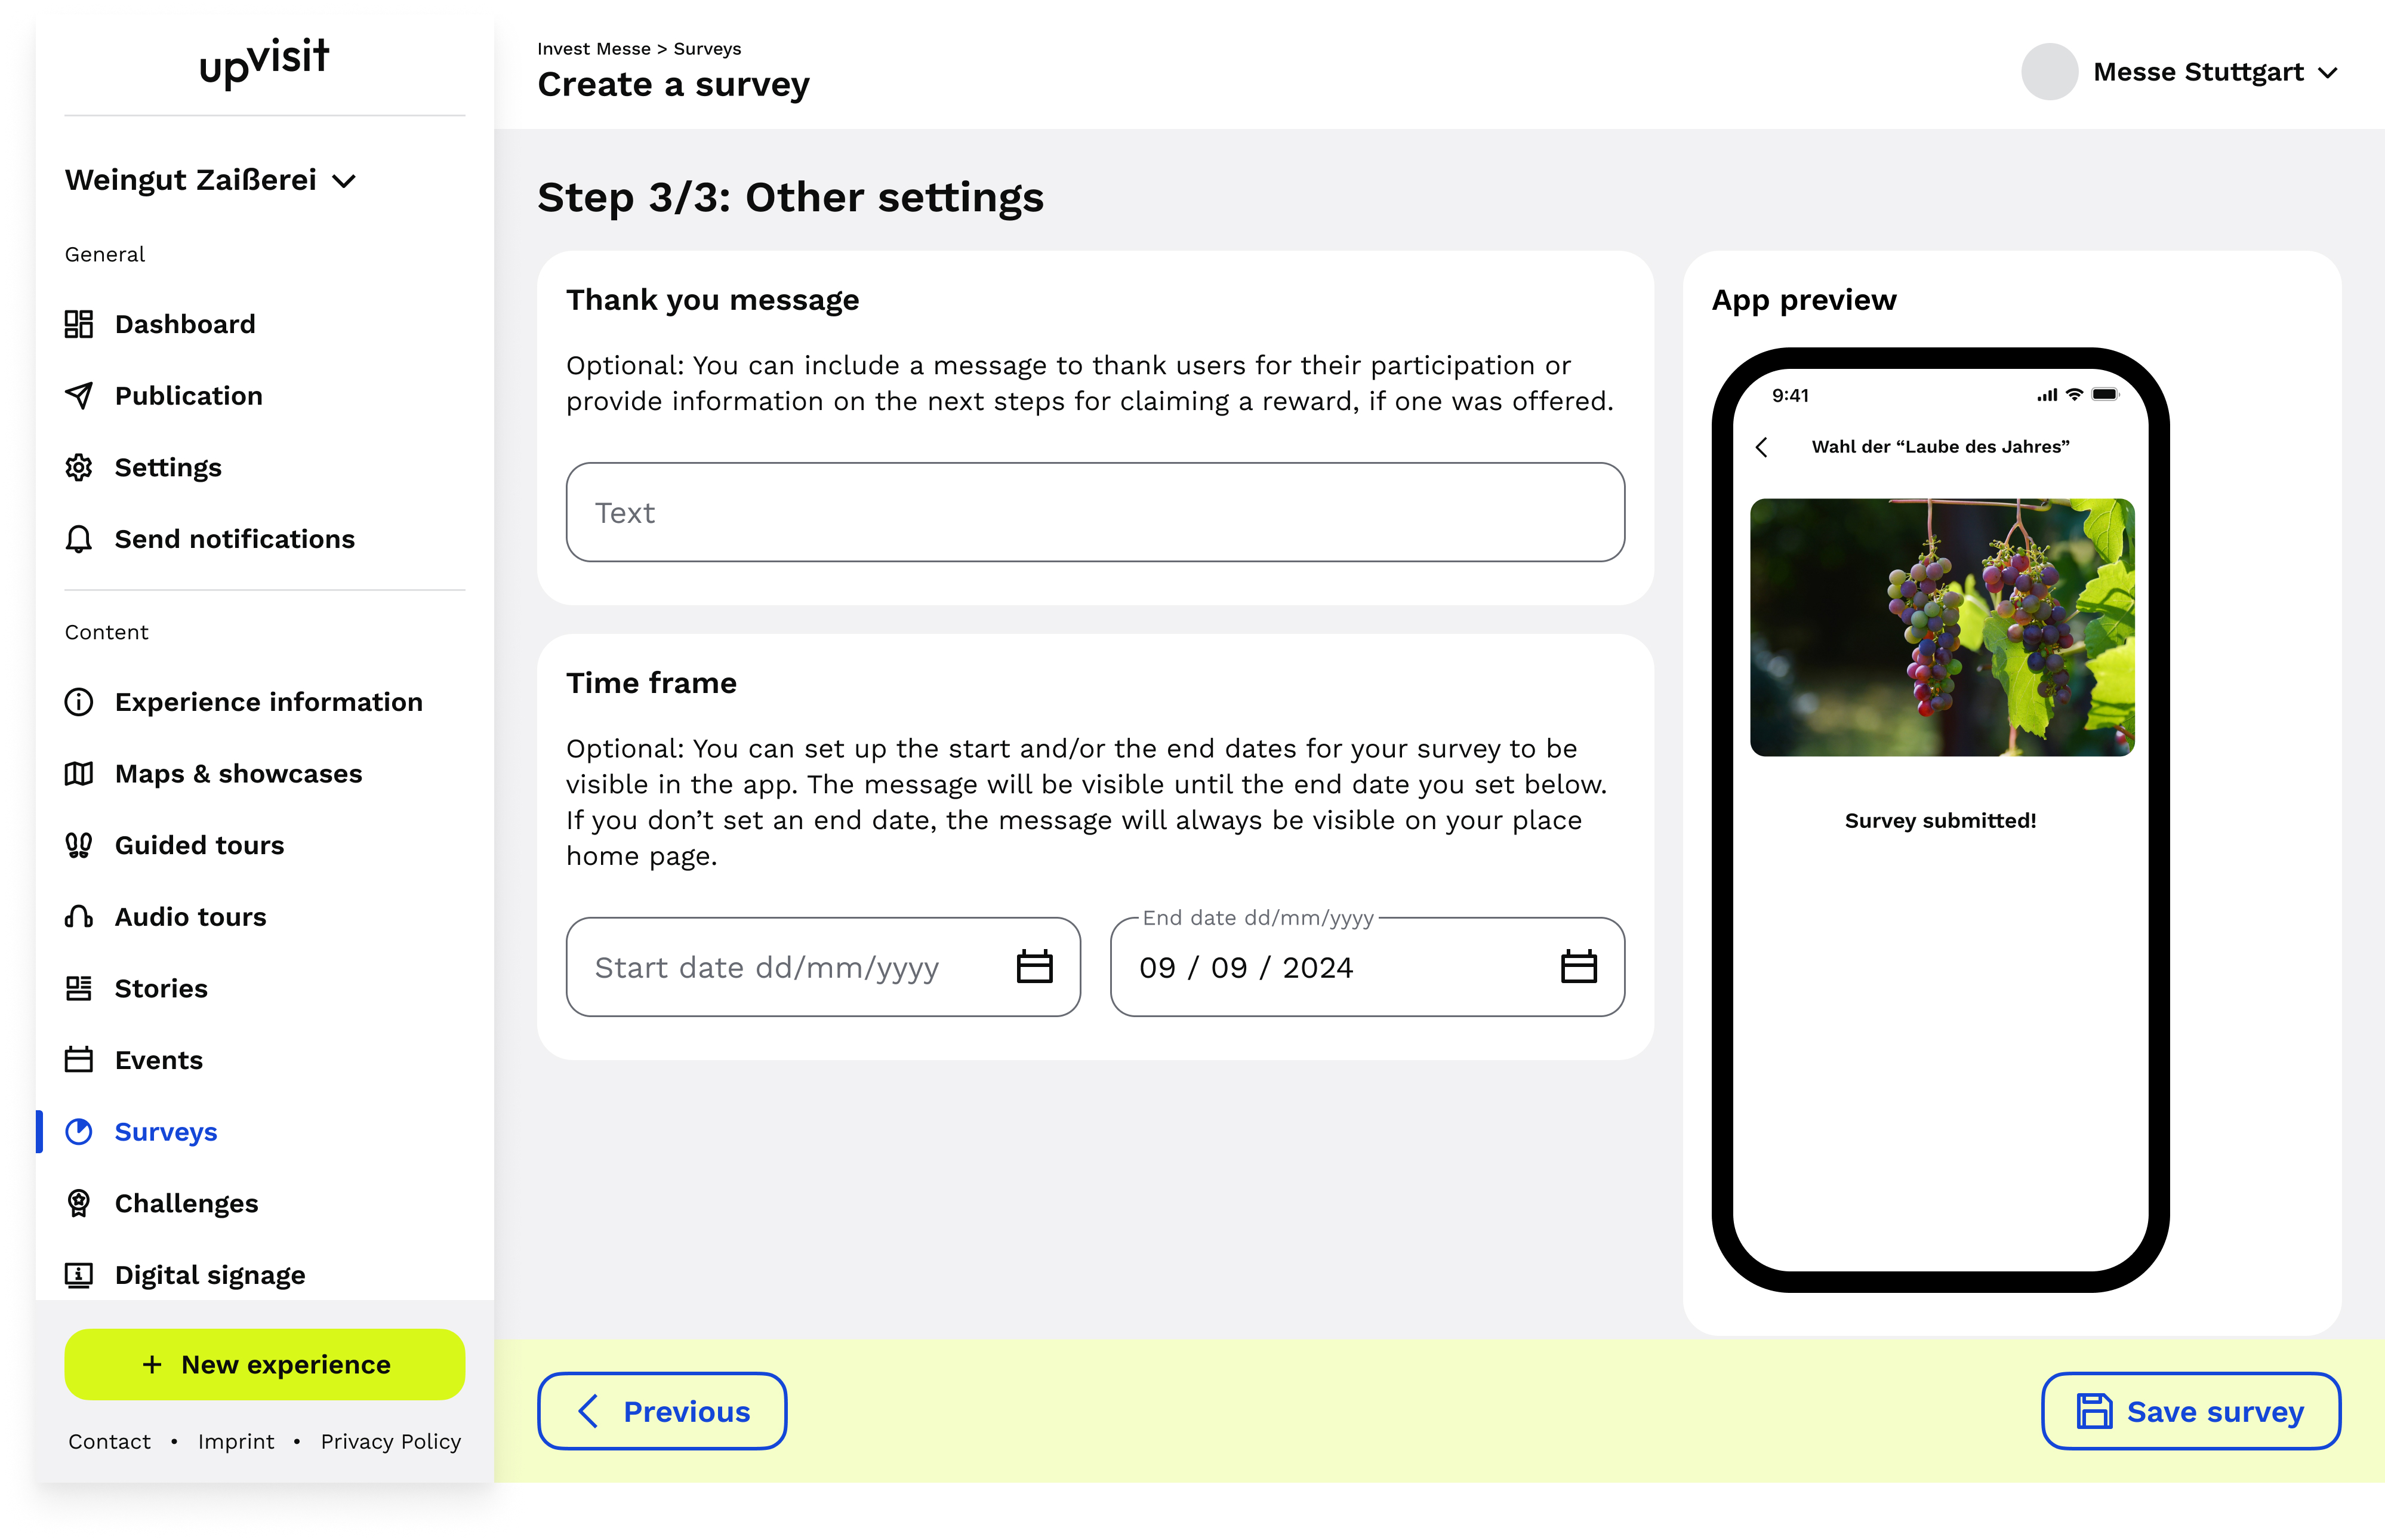 upvisit
Weingut Zaißerei
General
Dashboard
Publication
Settings
Send notifications
Content
Experience information
Maps & showcases
Guided tours
Audio tours
Stories
Events
Surveys
Challenges
Digital signage
+ New experience
Contact • Imprint • Privacy Policy
Invest Messe > Surveys
Create a survey
Messe Stuttgart
Step 3/3: Other settings
Thank you message
Optional: You can include a message to thank users for their participation or
provide information on the next steps for claiming a reward, if one was offered.
Text
Time frame
Optional: You can set up the start and/or the end dates for your survey to be
visible in the app. The message will be visible until the end date you set below.
If you don’t set an end date, the message will always be visible on your place
home page.
Start date dd/mm/yyyy
End date dd/mm/yyyy
09 / 09 / 2024
App preview
9:41
Wahl der “Laube des Jahres”
Survey submitted!
Previous
Save survey